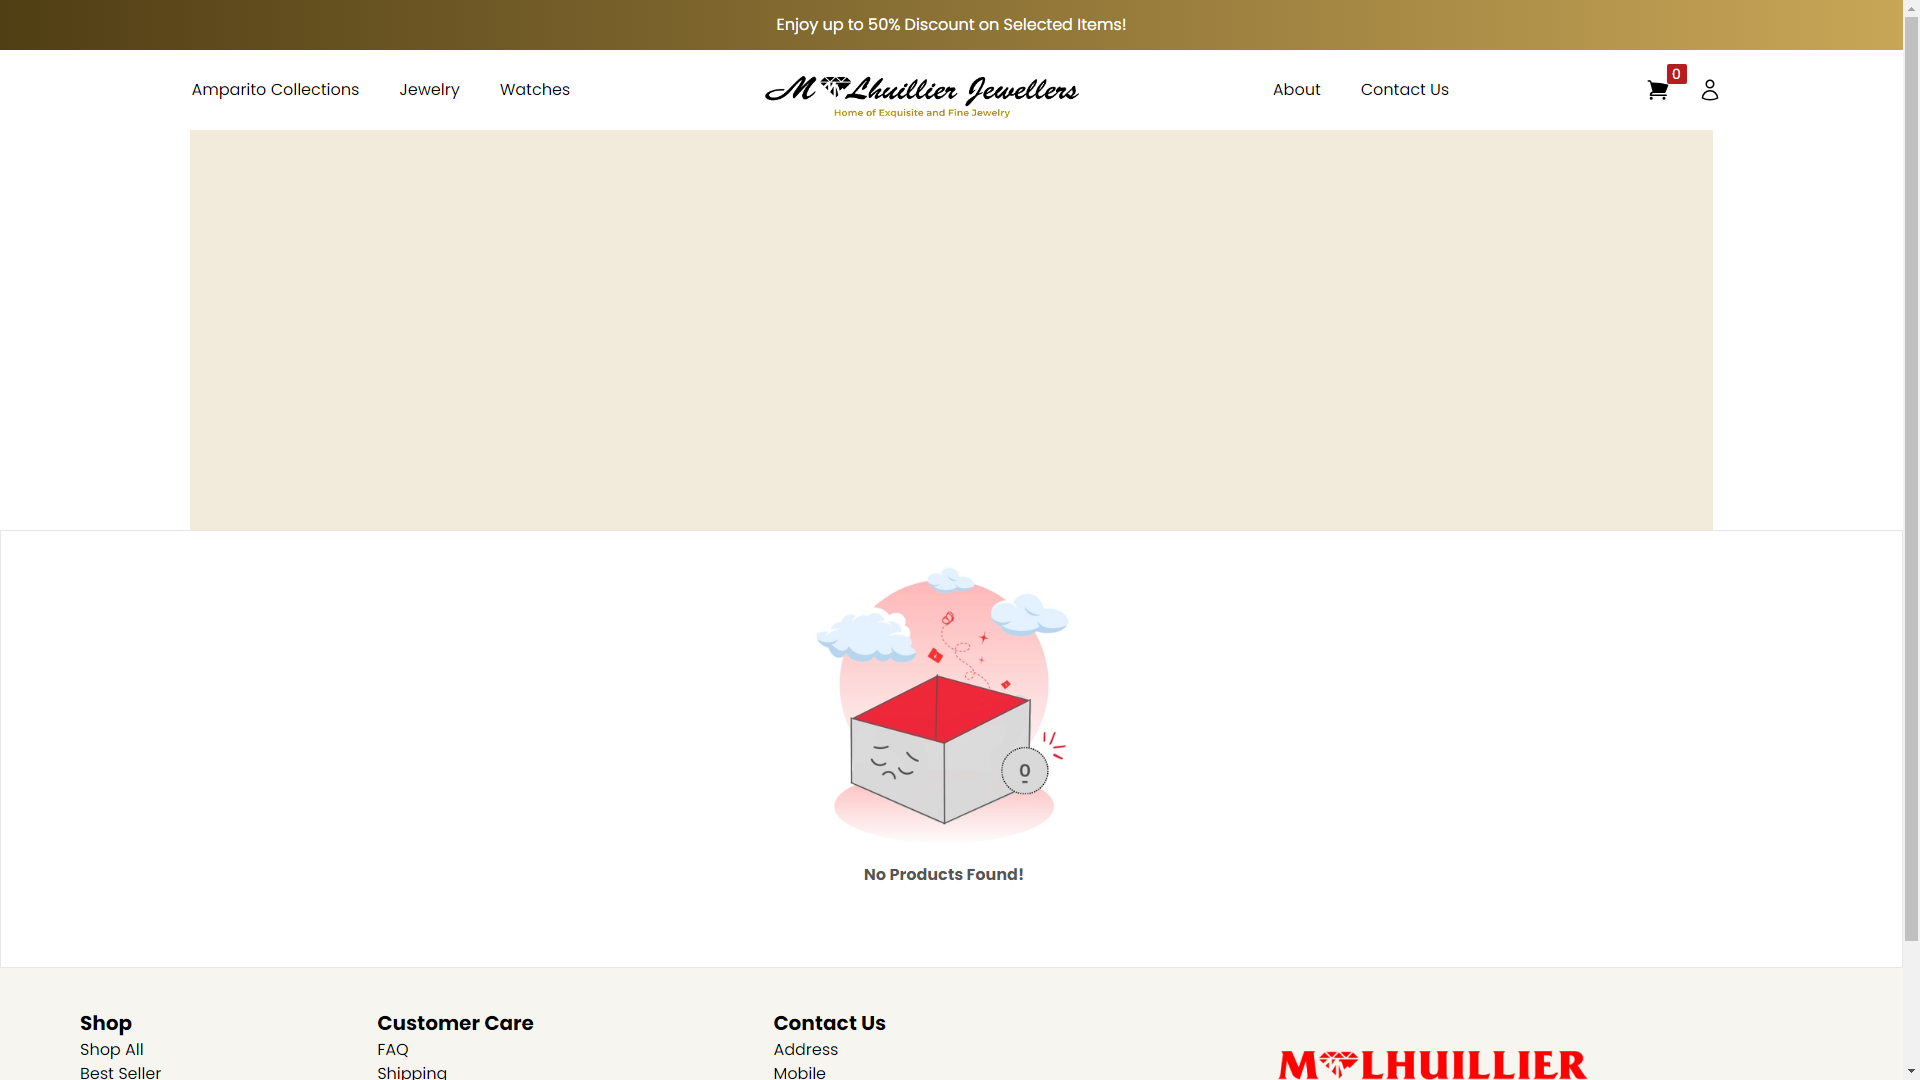 Enjoy up to 50% Discount on Selected Items!
Amparito Collections
Jewelry
Watches
M Lhuillier Jewellers
Home of Exquisite and Fine Jewelry
About
Contact Us
0
0
No Products Found!
Shop
Shop All
Best Seller
Customer Care
FAQ
Shipping
Contact Us
Address
Mobile
M LHUILLIER